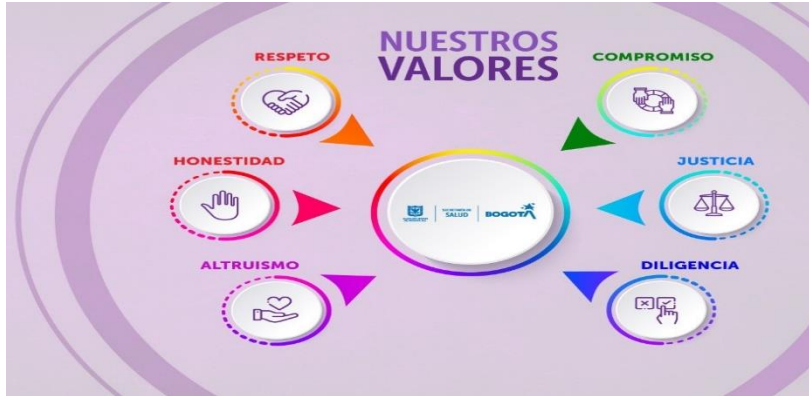 NUESTROS
VALORES
RESPETO
COMPROMISO
HONESTIDAD
JUSTICIA
ALTRUISMO
DILIGENCIA
SALUD
BOGOTÁ